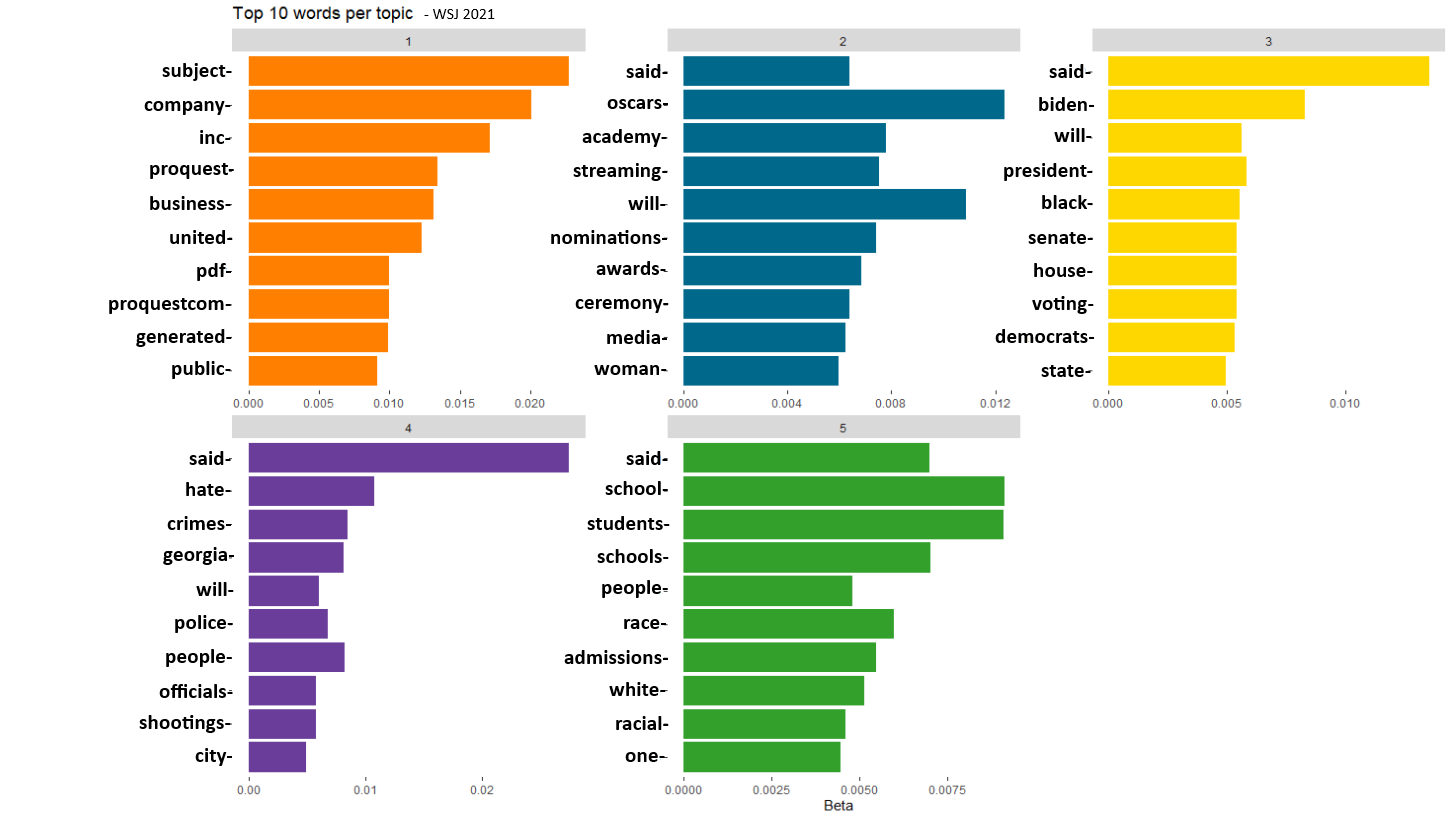 Top 10 words per topic - WSJ 2021
1
subject-
company-
inc-
proquest-
business-
united-
pdf-
proquestcom-
generated-
public-
0.000 0.005 0.010 0.015 0.020
2
said-
oscars-
academy-
streaming-
will-
nominations-
awards-
ceremony-
media-
woman-
0.000 0.004 0.008 0.012
3
said-
biden-
will-
president-
black-
senate-
house-
voting-
democrats-
state-
0.000 0.005 0.010
4
said-
hate-
crimes-
georgia-
will-
police-
people-
officials-
shootings-
city-
0.00 0.01 0.02
5
said-
school-
students-
schools-
people-
race-
admissions-
white-
racial-
one-
0.0000 0.0025 0.0050 0.0075
Beta